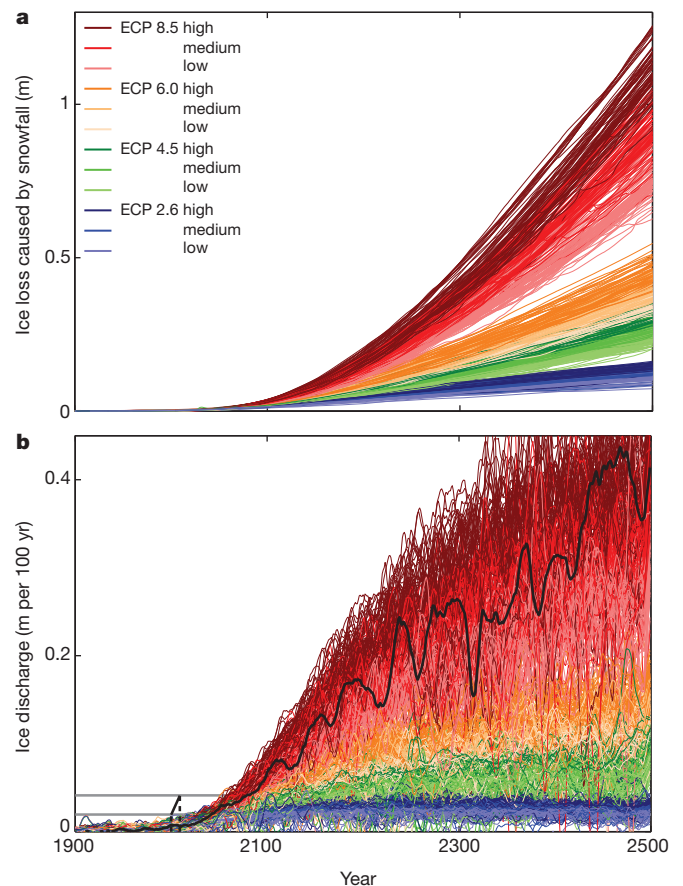 a
Ice loss caused by snowfall (m)
1
0.5
0
ECP 8.5 high
medium
low
ECP 6.0 high
medium
low
ECP 4.5 high
medium
low
ECP 2.6 high
medium
low
b
Ice discharge (m per 100 yr)
0.4
0.2
0
1900
2100
2300
2500
Year